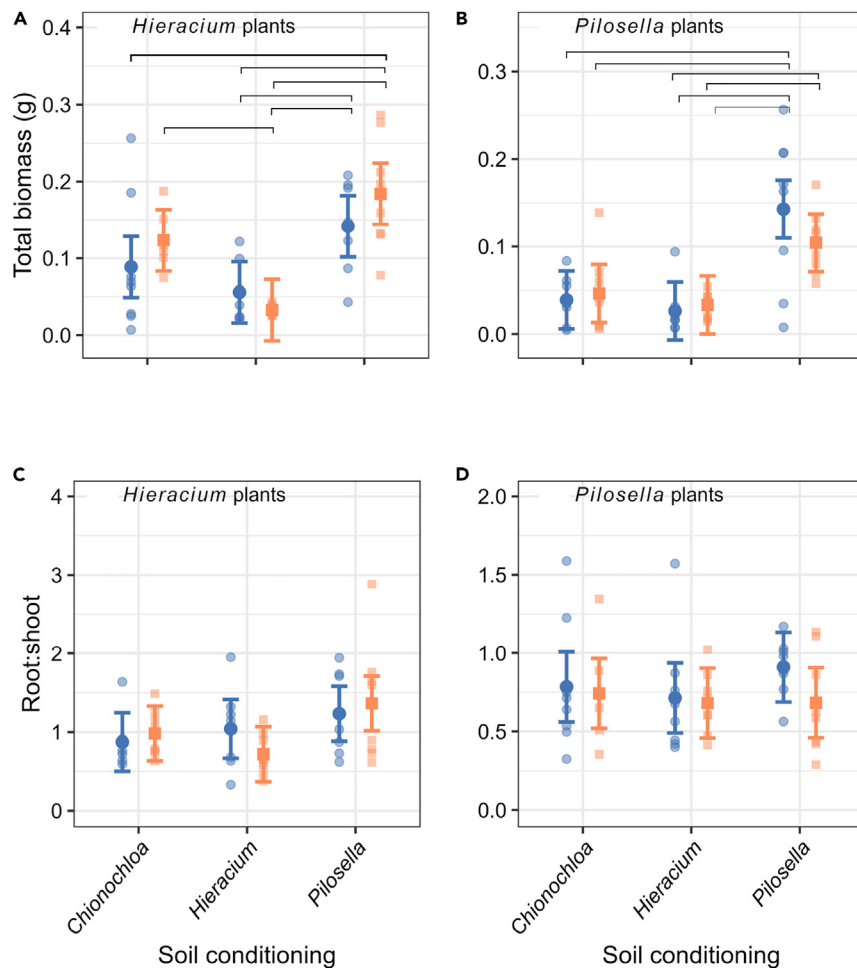 A
Hieracium plants
B
Pilosella plants
Total biomass (g)
0.4
0.3
0.2
0.1
0.0
0.3
0.2
0.1
0.0
C
Hieracium plants
D
Pilosella plants
Root:shoot
4
3
2
1
0
2.0
1.5
1.0
0.5
0.0
Chionochloa
Hieracium
Pilosella
Chionochloa
Hieracium
Pilosella
Soil conditioning
Soil conditioning